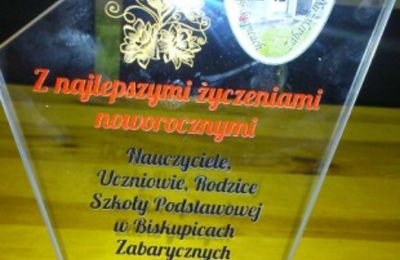 Z najlepszymi życzeniami
noworocznymi
Nauczyciele,
Uczniowie, Rodzice
Szkoły Podstawowej
w Biskupicach
Zabarycznych